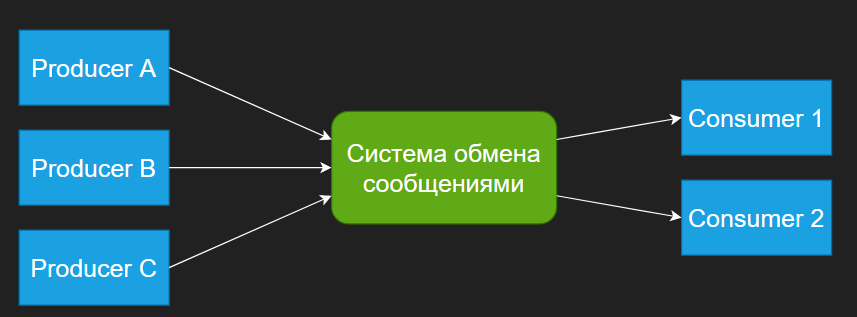 Producer A
Producer B
Producer C
Система обмена
сообщениями
Consumer 1
Consumer 2